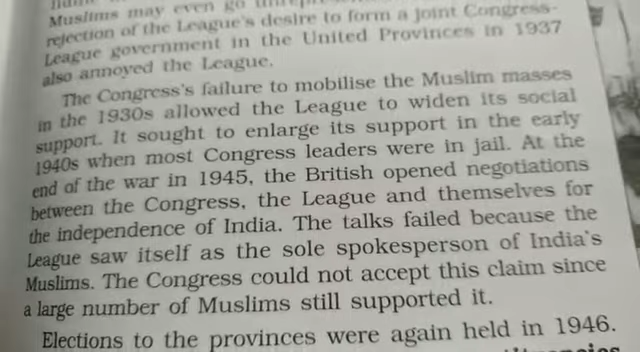 Muslims may even go
rejection of the League's desire to form a joint Congress-
League government in the United Provinces in 1937
also annoyed the League.
The Congress's failure to mobilise the Muslim masses
in the 1930s allowed the League to widen its social
support. It sought to enlarge its support in the early
1940s when most Congress leaders were in jail. At the
end of the war in 1945, the British opened negotiations
between the Congress, the League and themselves for
the independence of India. The talks failed because the
League saw itself as the sole spokesperson of India's
Muslims. The Congress could not accept this claim since
a large number of Muslims still supported it.
Elections to the provinces were again held in 1946.